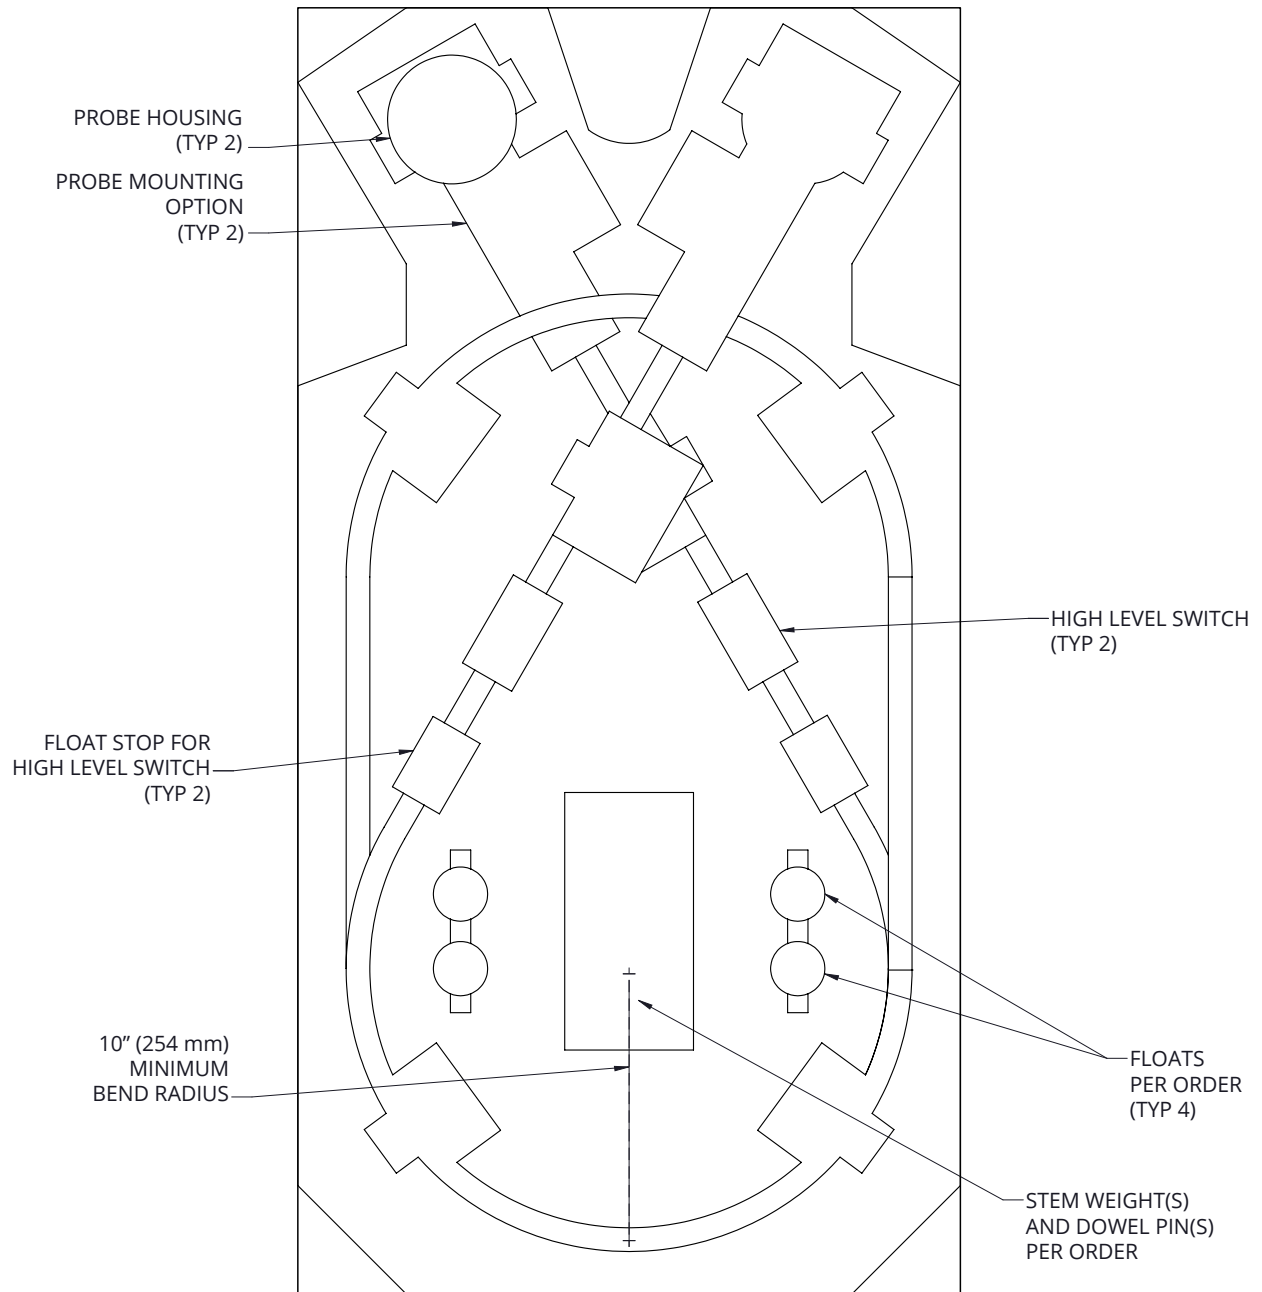 PROBE HOUSING
(TYP 2)
PROBE MOUNTING
OPTION
(TYP 2)
HIGH LEVEL SWITCH
(TYP 2)
FLOAT STOP FOR
HIGH LEVEL SWITCH
(TYP 2)
10” (254 mm)
MINIMUM
BEND RADIUS
FLOATS
PER ORDER
(TYP 4)
STEM WEIGHT(S)
AND DOWEL PIN(S)
PER ORDER